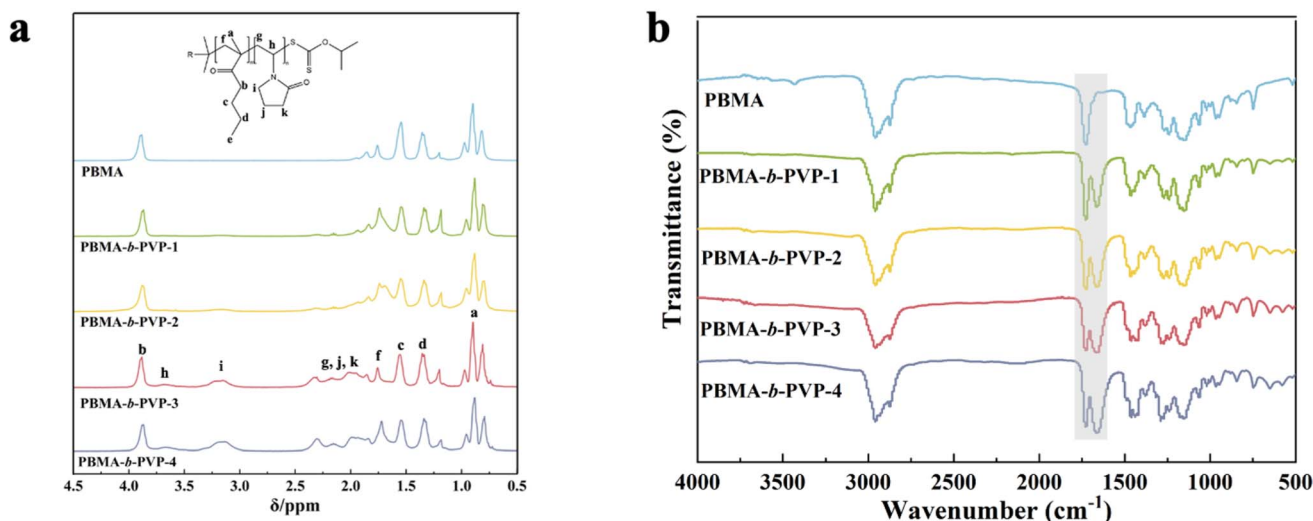 a
a
f
g
h
R
S
O
S
n
O
N
O
b
i
c
j
k
d
e
PBMA
PBMA-b-PVP-1
PBMA-b-PVP-2
a
b
h
i
g, j, k
f
c
d
PBMA-b-PVP-3
PBMA-b-PVP-4
4.5 4.0 3.5 3.0 2.5 2.0 1.5 1.0 0.5
δ/ppm
b
Transmittance (%)
PBMA
PBMA-b-PVP-1
PBMA-b-PVP-2
PBMA-b-PVP-3
PBMA-b-PVP-4
4000 3500 3000 2500 2000 1500 1000 500
Wavenumber (cm⁻¹)